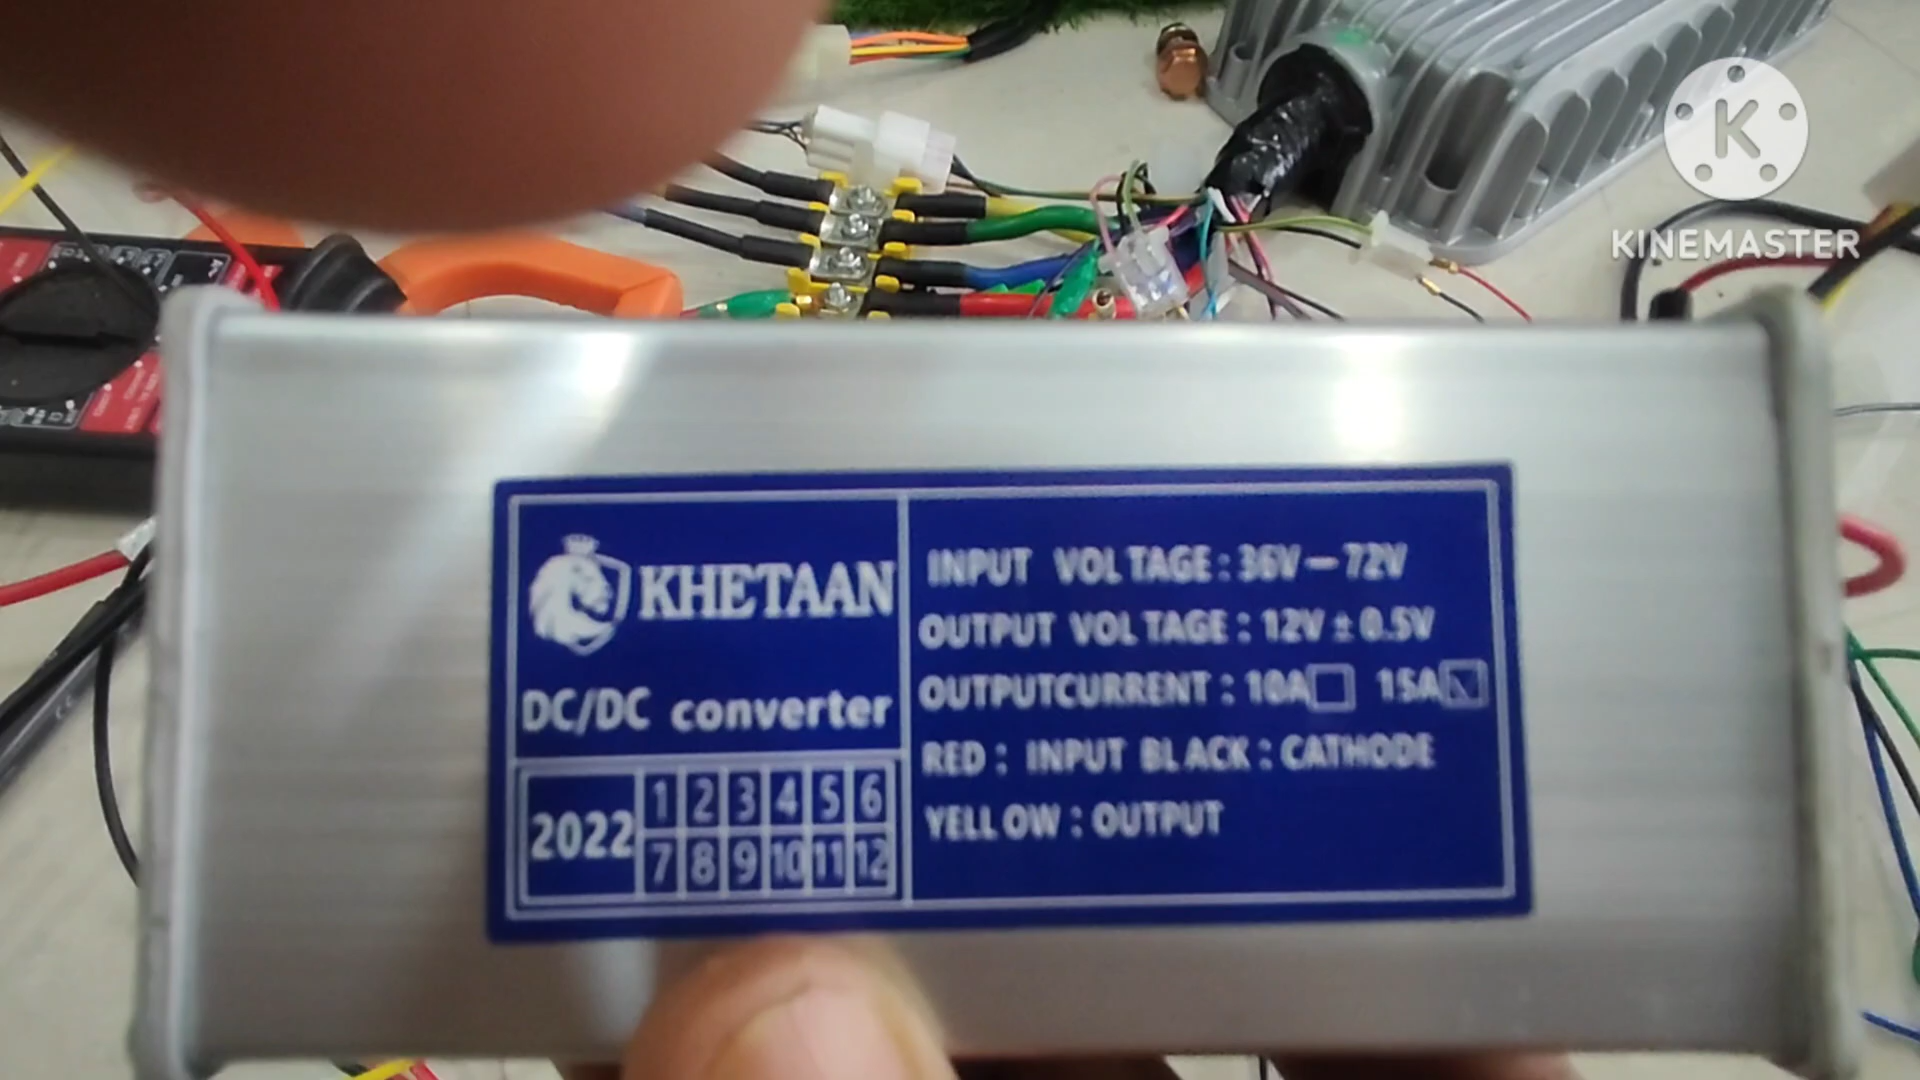 K
KINEMASTER
KHETAAN
DC/DC converter
2022
1 2 3 4 5 6
7 8 9 10 11 12
INPUT VOLTAGE : 36V — 72V
OUTPUT VOLTAGE : 12V ± 0.5V
OUTPUTCURRENT : 10A 15A
RED : INPUT BLACK : CATHODE
YELLOW : OUTPUT